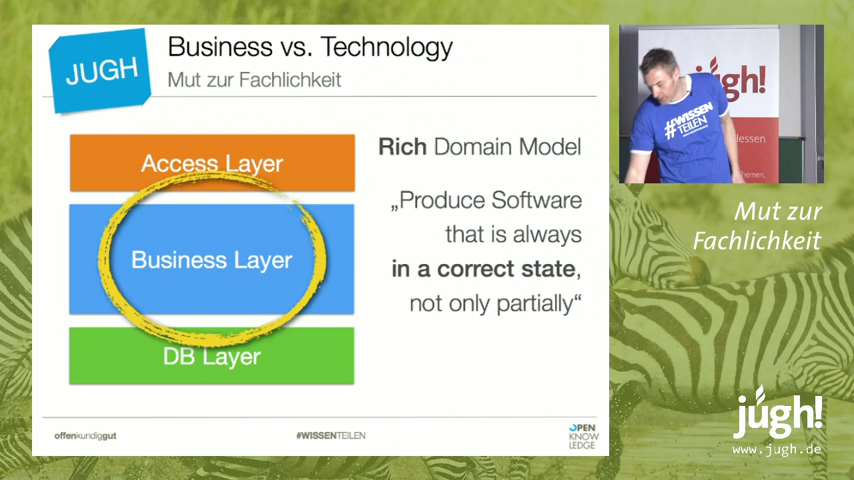 JUGH
Business vs. Technology
Mut zur Fachlichkeit
Access Layer
Business Layer
DB Layer
Rich Domain Model
„Produce Software
that is always
in a correct state,
not only partially“
offenkundiggut
#WISSENTEILEN
OPEN
KNOW
LEDGE
jugh!
#WISSEN
TEILEN
Hessen
Themen.
Mut zur
Fachlichkeit
jugh!
www.jugh.de